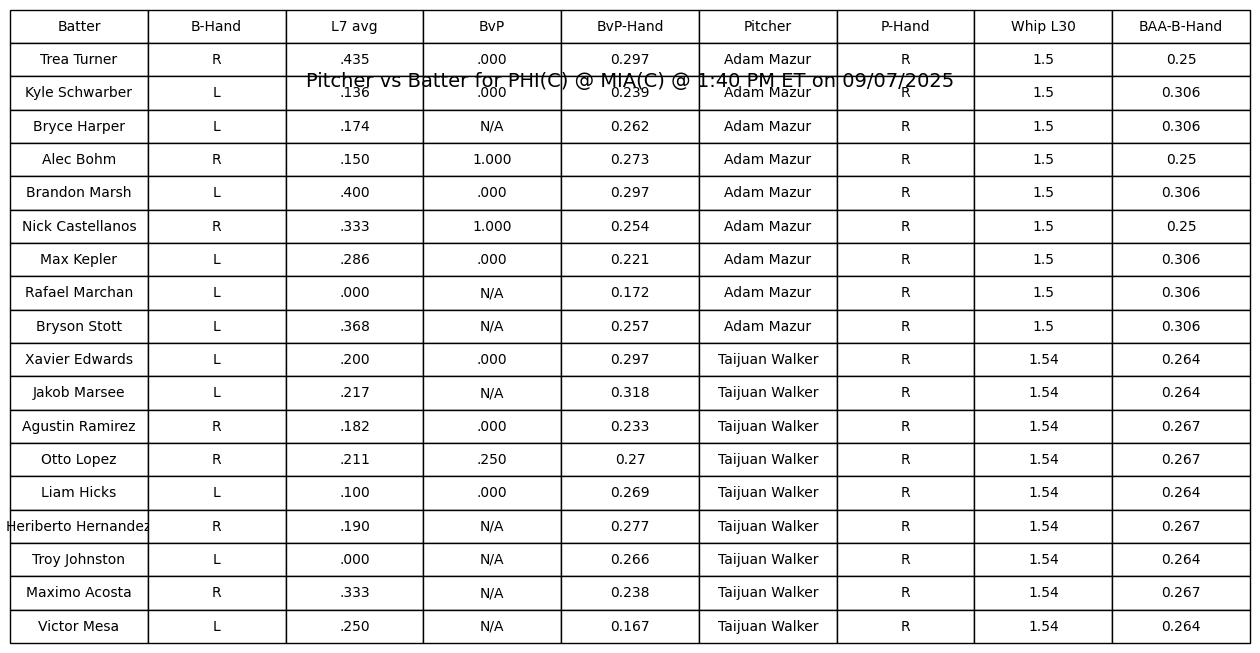 Batter B-Hand L7 avg BvP BvP-Hand Pitcher P-Hand Whip L30 BAA-B-Hand
Trea Turner R .435 .000 0.297 Adam Mazur R 1.5 0.25
Pitcher vs Batter for PHI(C) @ MIA(C) @ 1:40 PM ET on 09/07/2025
Kyle Schwarber L .136 .000 0.239 Adam Mazur R 1.5 0.306
Bryce Harper L .174 N/A 0.262 Adam Mazur R 1.5 0.306
Alec Bohm R .150 1.000 0.273 Adam Mazur R 1.5 0.25
Brandon Marsh L .400 .000 0.297 Adam Mazur R 1.5 0.306
Nick Castellanos R .333 1.000 0.254 Adam Mazur R 1.5 0.25
Max Kepler L .286 .000 0.221 Adam Mazur R 1.5 0.306
Rafael Marchan L .000 N/A 0.172 Adam Mazur R 1.5 0.306
Bryson Stott L .368 N/A 0.257 Adam Mazur R 1.5 0.306
Xavier Edwards L .200 .000 0.297 Taijuan Walker R 1.54 0.264
Jakob Marsee L .217 N/A 0.318 Taijuan Walker R 1.54 0.264
Agustin Ramirez R .182 .000 0.233 Taijuan Walker R 1.54 0.267
Otto Lopez R .211 .250 0.27 Taijuan Walker R 1.54 0.267
Liam Hicks L .100 .000 0.269 Taijuan Walker R 1.54 0.264
Heriberto Hernandez R .190 N/A 0.277 Taijuan Walker R 1.54 0.267
Troy Johnston L .000 N/A 0.266 Taijuan Walker R 1.54 0.264
Maximo Acosta R .333 N/A 0.238 Taijuan Walker R 1.54 0.267
Victor Mesa L .250 N/A 0.167 Taijuan Walker R 1.54 0.264